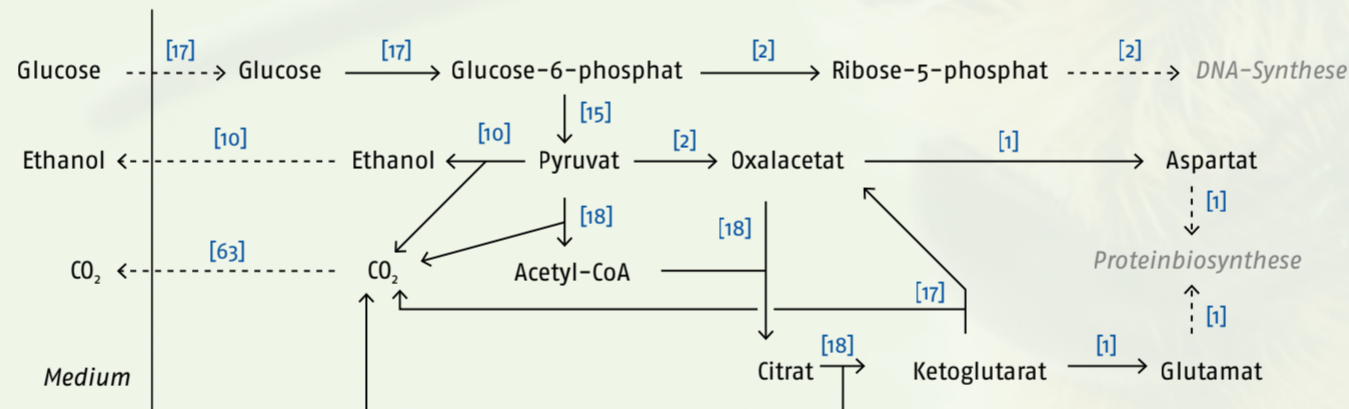 [17] [17] [2] [2]
Glucose Glucose Glucose-6-phosphat Ribose-5-phosphat DNA-Synthese
[15]
[10] [10] [2] [1]
Ethanol Ethanol Pyruvat Oxalacetat Aspartat
[1]
[18] [18]
[63] Proteinbiosynthese
CO₂ CO₂ Acetyl-CoA
[17] [1]
[18] [1]
Medium Citrat Ketoglutarat Glutamat